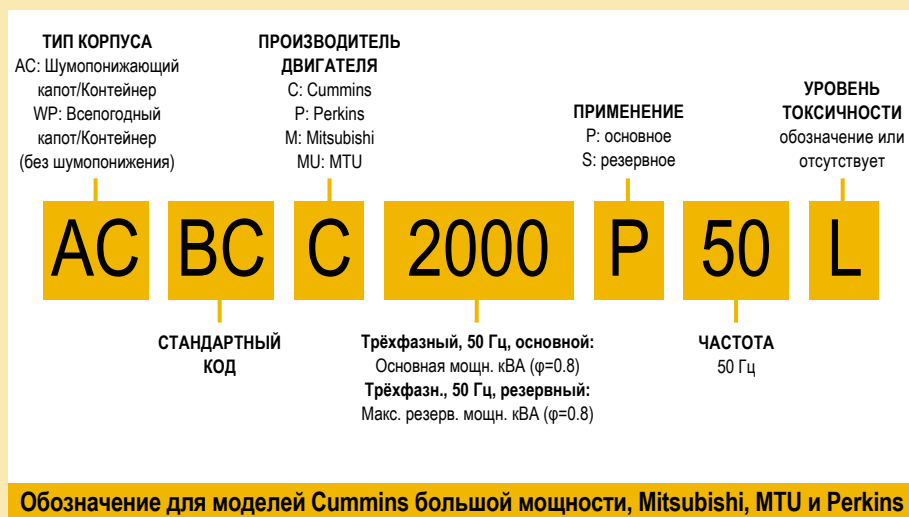 ТИП КОРПУСА
АС: Шумопонижающий
капот/Контейнер
WP: Всепогодный
капот/Контейнер
(без шумопонижения)
ПРОИЗВОДИТЕЛЬ
ДВИГАТЕЛЯ
C: Cummins
P: Perkins
M: Mitsubishi
MU: MTU
ПРИМЕНЕНИЕ
P: основное
S: резервное
УРОВЕНЬ
ТОКСИЧНОСТИ
обозначение или
отсутствует
AC BC C 2000 P 50 L
СТАНДАРТНЫЙ
КОД
Трёхфазный, 50 Гц, основной:
Основная мощн. кВА (φ=0.8)
Трёхфазн., 50 Гц, резервный:
Макс. резерв. мощн. кВА (φ=0.8)
ЧАСТОТА
50 Гц
Обозначение для моделей Cummins большой мощности, Mitsubishi, MTU и Perkins